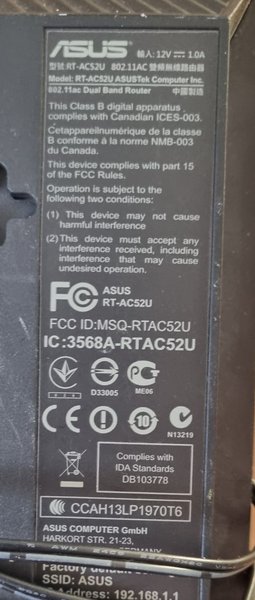 ASUS 輸入: 12V ⎓ 1.0A
型號: RT-AC52U 802.11AC 雙頻無線路由器
Model: RT-AC52U ASUSTek Computer Inc.
802.11ac Dual Band Router 中國製造
This Class B digital apparatus
complies with Canadian ICES-003.
Cetappareilnumérique de la classe
B conforme à la norme NMB-003
du Canada.
This device complies with part 15
of the FCC Rules.
Operation is subject to the
following two conditions:
(1) This device may not cause
harmful interference
(2) This device must accept any
interference received, including
interference that may cause
undesired operation.
FC ASUS
RT-AC52U
FCC ID:MSQ-RTAC52U
IC:3568A-RTAC52U
D33005 ME06
CE 10 N13219
Complies with
IDA Standards
DB103778
CCAH13LP1970T6
ASUS COMPUTER GmbH
HARKORT STR. 21-23,
GERMANY
Factory default
SSID: ASUS
Address: 192.168.1.1